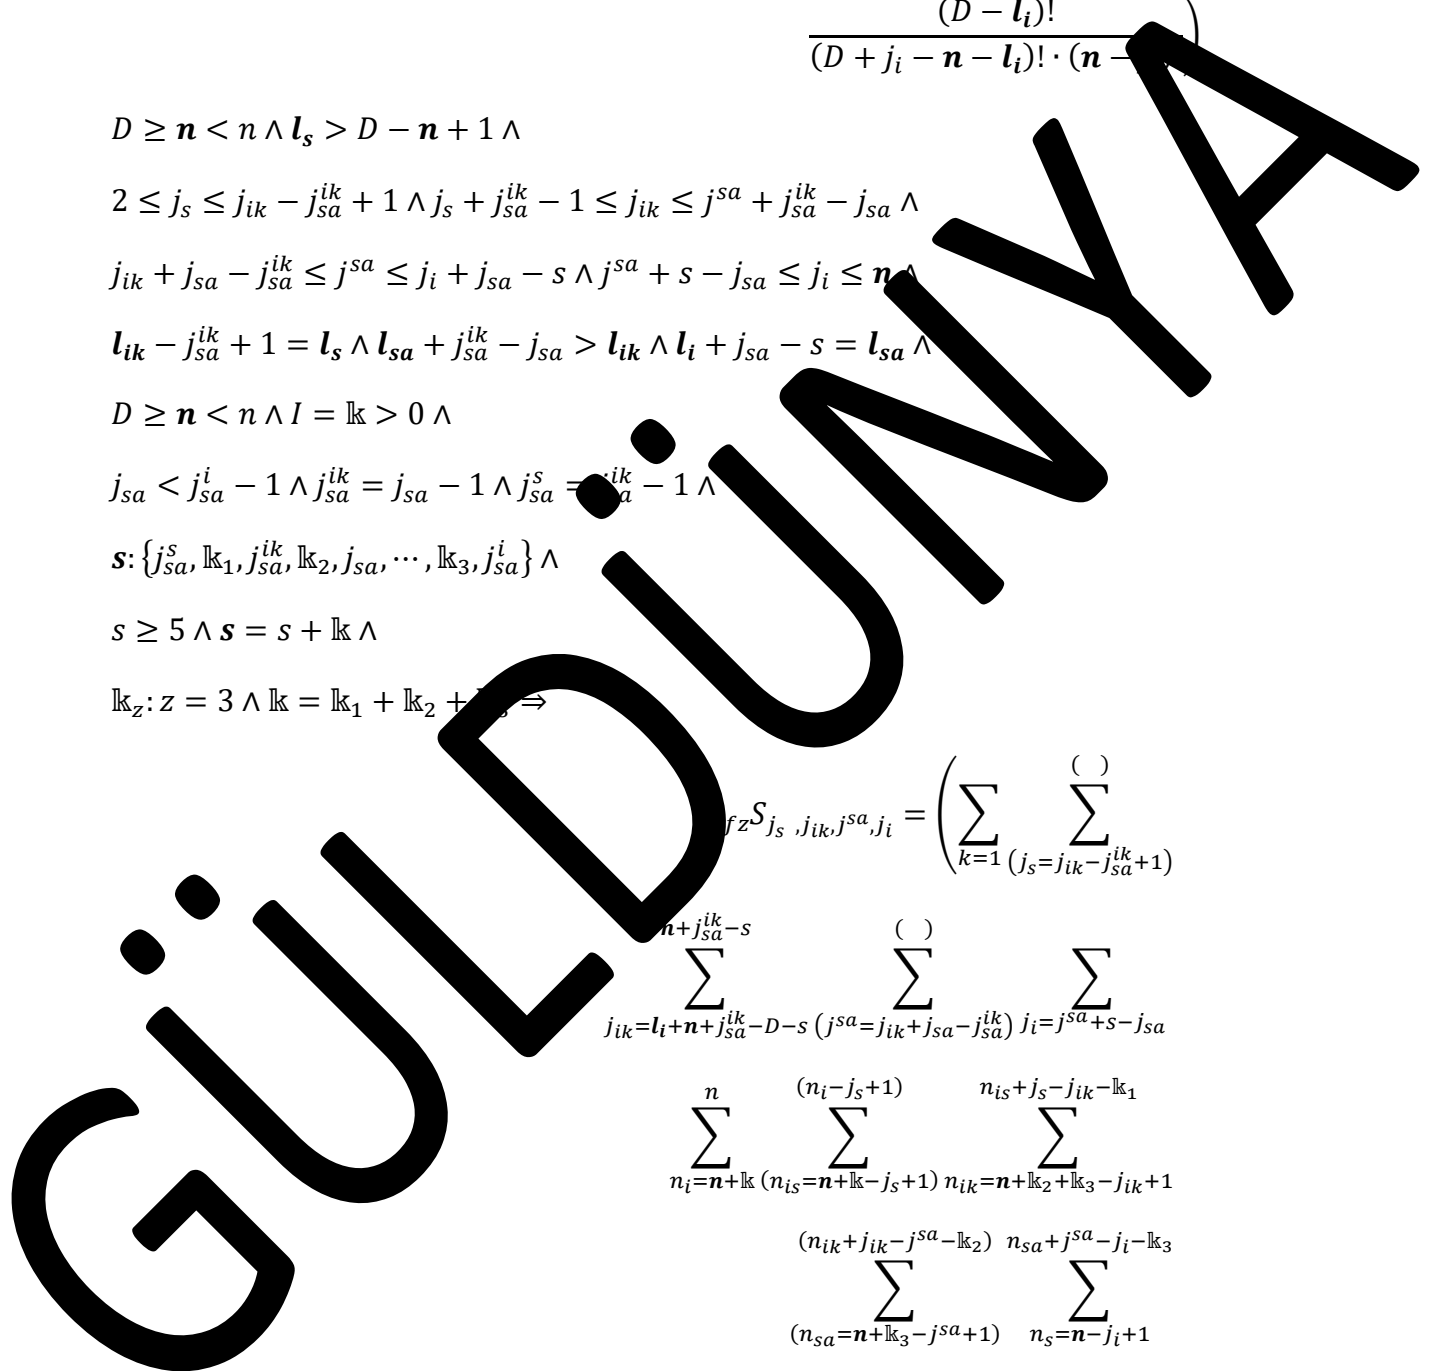 (D − l_i)!
(D + j_i − n − l_i)! · (n −
D ≥ n < n ∧ l_s > D − n + 1 ∧
2 ≤ j_s ≤ j_ik − j_sa^ik + 1 ∧ j_s + j_sa^ik − 1 ≤ j_ik ≤ j^sa + j_sa^ik − j_sa ∧
j_ik + j_sa − j_sa^ik ≤ j^sa ≤ j_i + j_sa − s ∧ j^sa + s − j_sa ≤ j_i ≤ n ∧
l_ik − j_sa^ik + 1 = l_s ∧ l_sa + j_sa^ik − j_sa > l_ik ∧ l_i + j_sa − s = l_sa ∧
D ≥ n < n ∧ I = 𝕜 > 0 ∧
j_sa < j_sa^i − 1 ∧ j_sa^ik = j_sa − 1 ∧ j_sa^s = j_sa^ik − 1 ∧
s: {j_sa^s, 𝕜_1, j_sa^ik, 𝕜_2, j_sa, ⋯ , 𝕜_3, j_sa^i} ∧
s ≥ 5 ∧ s = s + 𝕜 ∧
𝕜_z: z = 3 ∧ 𝕜 = 𝕜_1 + 𝕜_2 + 𝕜_3 ⇒
( )
fz S j_s ,j_ik,j^sa,j_i = ( ∑ ∑
k=1 (j_s=j_ik−j_sa^ik+1)
n+j_sa^ik−s ( )
∑ ∑ ∑
j_ik=l_i+n+j_sa^ik−D−s (j^sa=j_ik+j_sa−j_sa^ik) j_i=j^sa+s−j_sa
n (n_i−j_s+1) n_is+j_s−j_ik−𝕜_1
∑ ∑ ∑
n_i=n+𝕜 (n_is=n+𝕜−j_s+1) n_ik=n+𝕜_2+𝕜_3−j_ik+1
(n_ik+j_ik−j^sa−𝕜_2) n_sa+j^sa−j_i−𝕜_3
∑ ∑
(n_sa=n+𝕜_3−j^sa+1) n_s=n−j_i+1
GÜLDÜNYA